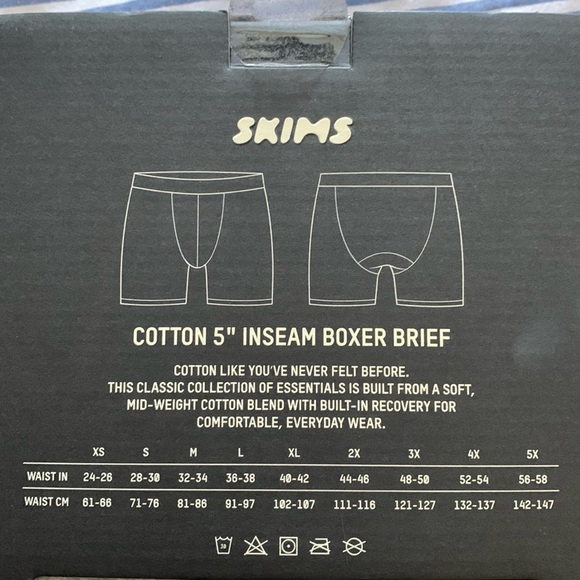 SKIMS
COTTON 5" INSEAM BOXER BRIEF
COTTON LIKE YOU'VE NEVER FELT BEFORE.
THIS CLASSIC COLLECTION OF ESSENTIALS IS BUILT FROM A SOFT,
MID-WEIGHT COTTON BLEND WITH BUILT-IN RECOVERY FOR
COMFORTABLE, EVERYDAY WEAR.
XS S M L XL 2X 3X 4X 5X
WAIST IN 24-26 28-30 32-34 36-38 40-42 44-46 48-50 52-54 56-58
WAIST CM 61-66 71-76 81-86 91-97 102-107 111-116 121-127 132-137 142-147
30